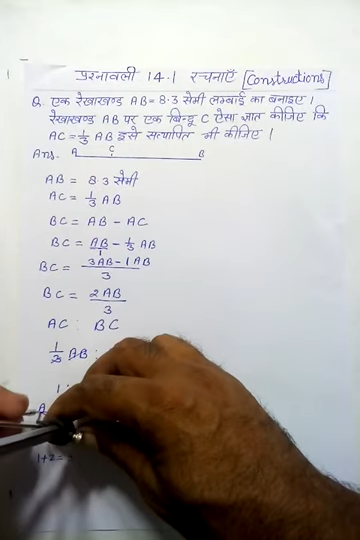 प्रश्नावली 14.1 रचनाएँ [Constructions]
Q. एक रेखाखण्ड AB = 8.3 सेमी लम्बाई का बनाइए।
रेखाखण्ड AB पर एक बिन्दू C ऐसा ज्ञात कीजिए कि
AC = 1/3 AB इसे सत्यापित भी कीजिए।
Ans. A C B
AB = 8.3 सेमी
AC = 1/3 AB
BC = AB - AC
BC = AB/1 - 1/3 AB
BC = 3AB-1AB/3
BC = 2AB/3
AC : BC
1/3 AB :
1 :
1+2=